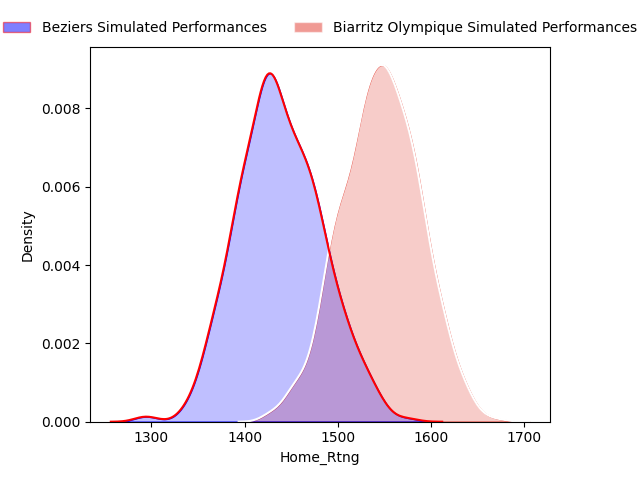 Beziers Simulated Performances
Biarritz Olympique Simulated Performances
0.008
0.006
0.004
0.002
0.000
Density
1300
1400
1500
1600
1700
Home_Rtng